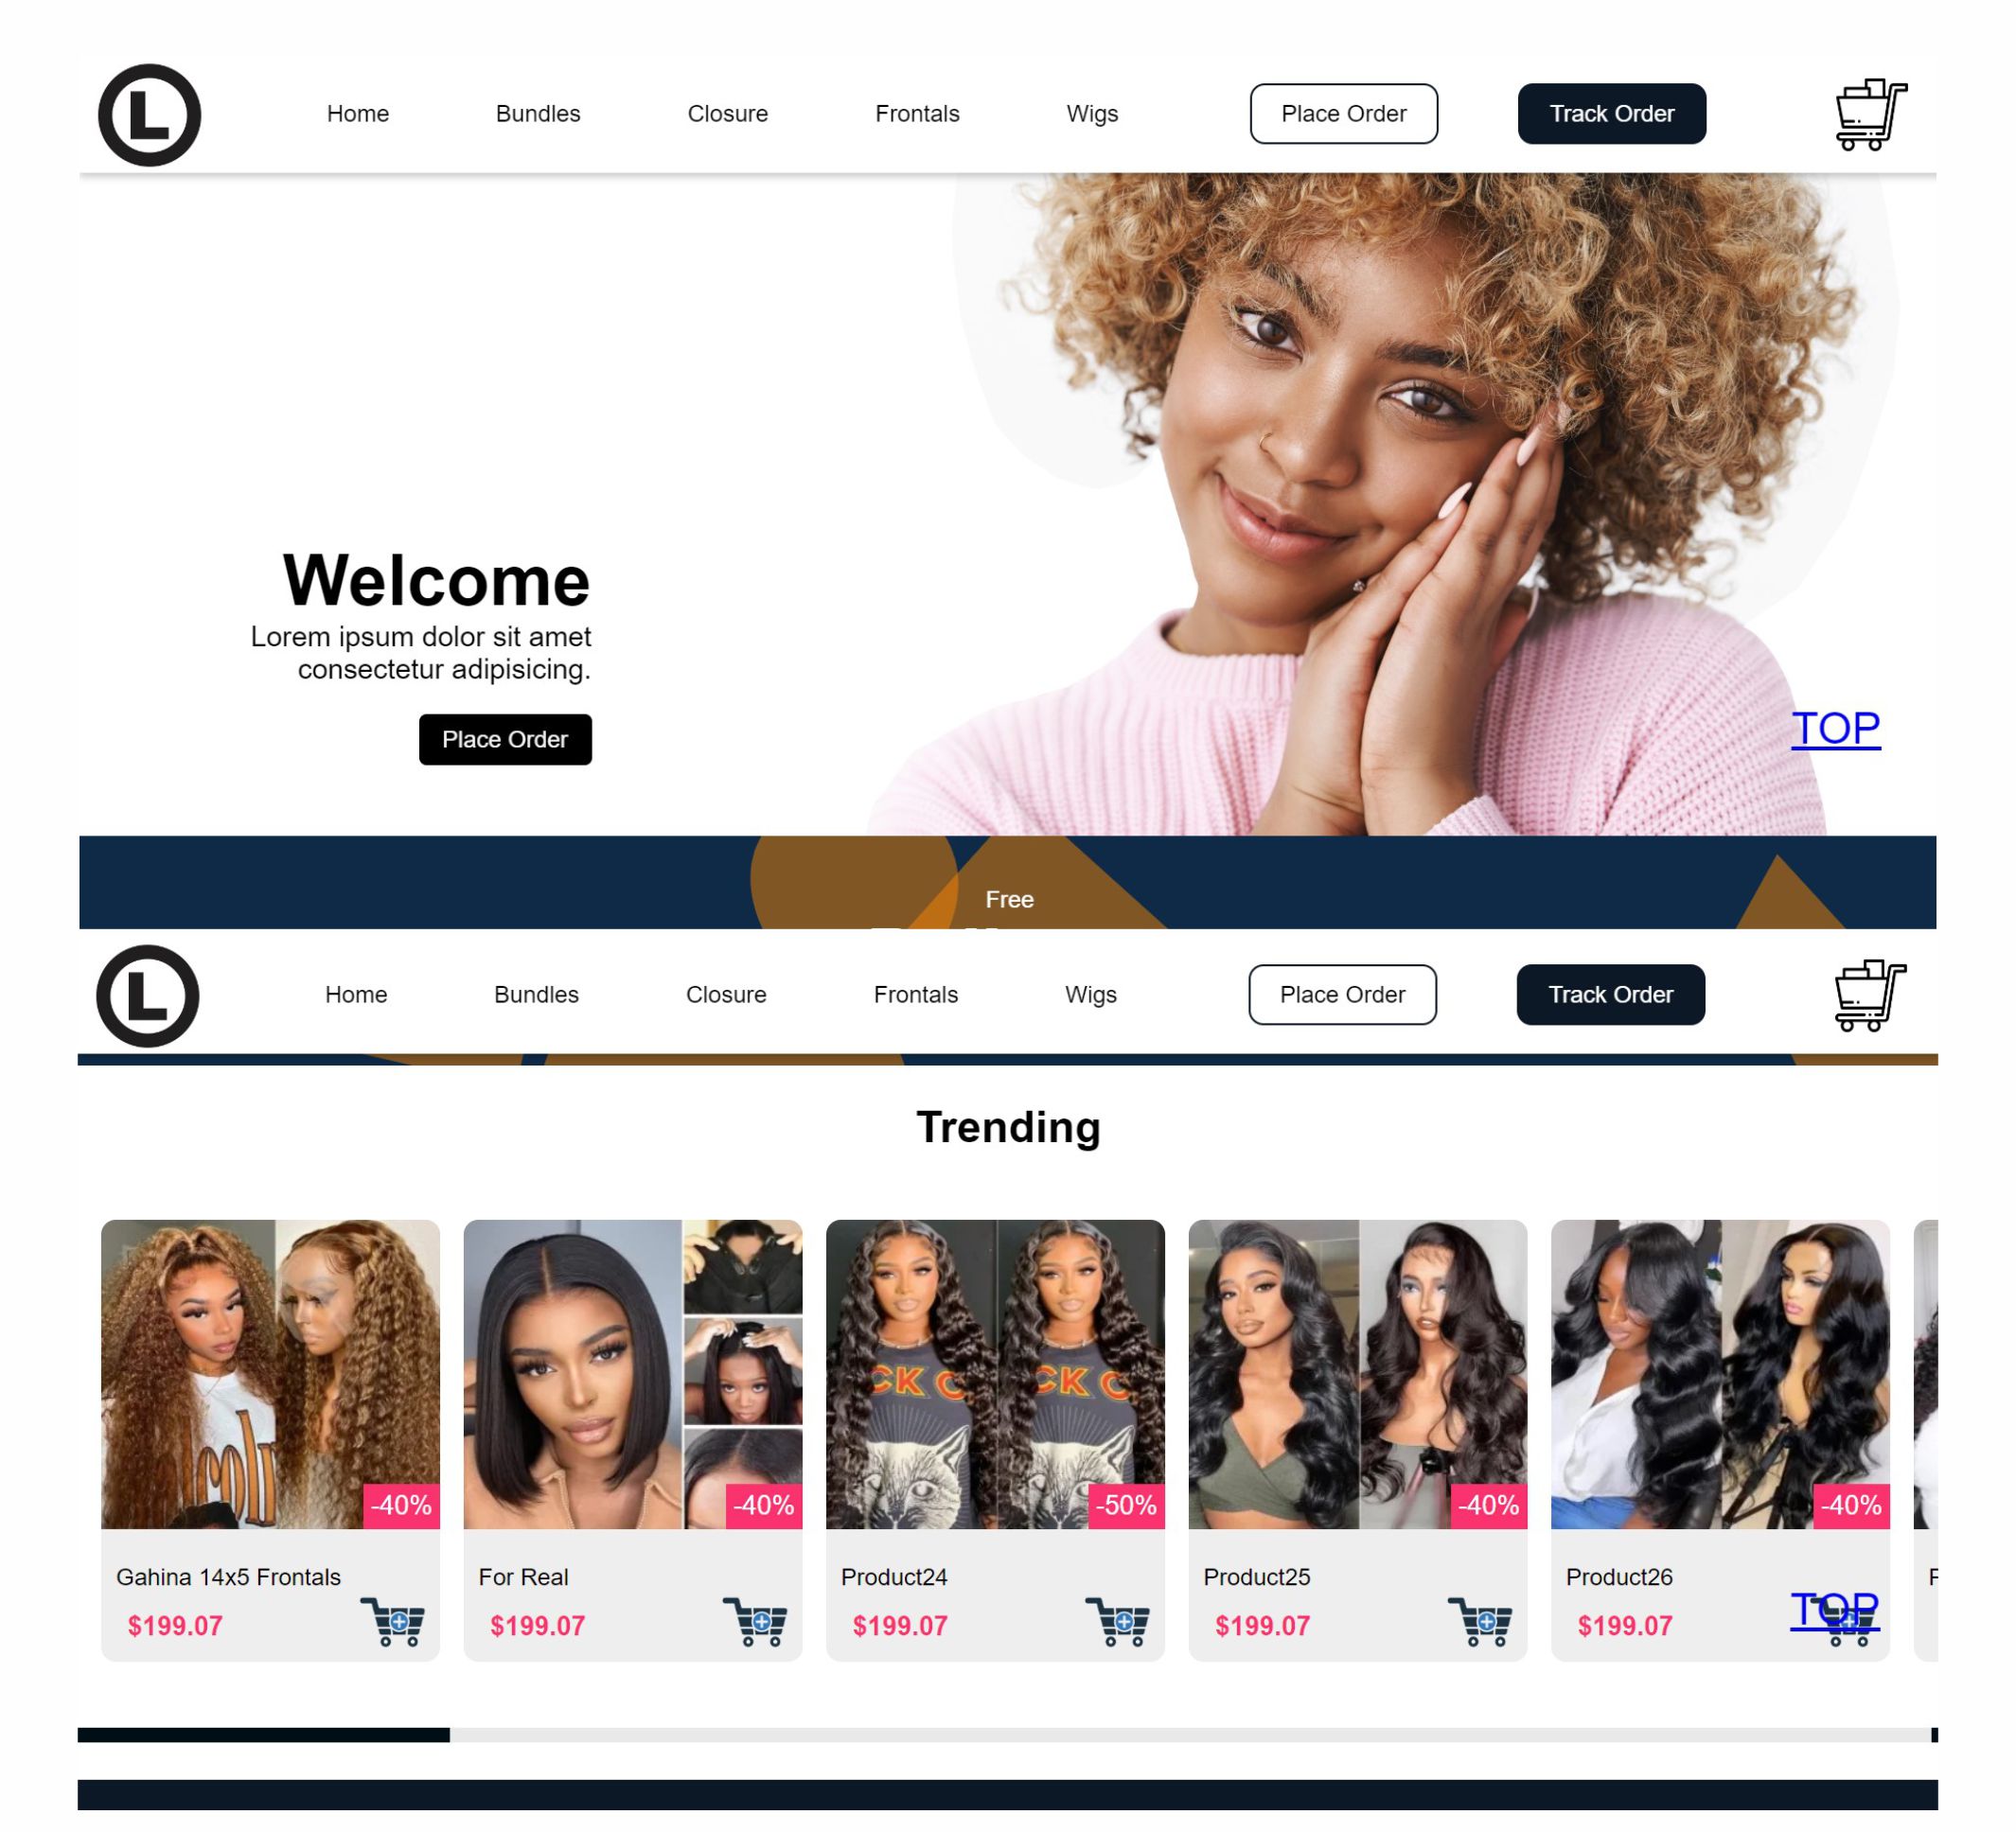 L
Home Bundles Closure Frontals Wigs Place Order Track Order
Welcome
Lorem ipsum dolor sit amet
consectetur adipisicing.
Place Order
TOP
Free
L
Home Bundles Closure Frontals Wigs Place Order Track Order
Trending
CK C CK C
-40% -40% -50% -40% -40%
Gahina 14x5 Frontals For Real Product24 Product25 Product26
$199.07 $199.07 $199.07 $199.07 $199.07
TOP